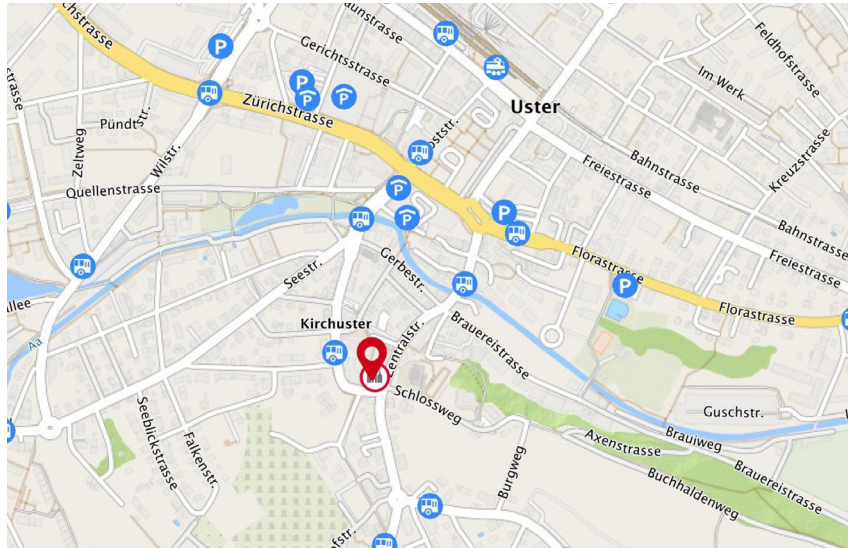 Zürichstrasse
Gerichtsstrasse
Feldhofstrasse
Im Werk
Uster
Zürichstrasse
Pündtstr.
Wilstr.
Zeltweg
Quellenstrasse
Bahnstrasse
Freiestrasse
Kreuzstrasse
Bahnstrasse
Freiestrasse
Florastrasse
Florastrasse
Seestr.
Gerbestr.
Aa
Kirchuster
Zentralstr.
Brauereistrasse
Schlossweg
Seeblickstrasse
Falkenstr.
Guschstr.
Brauiweg
Axenstrasse
Brauereistrasse
Buchhaldenweg
Burgweg
P
P
P
P
P
P
P